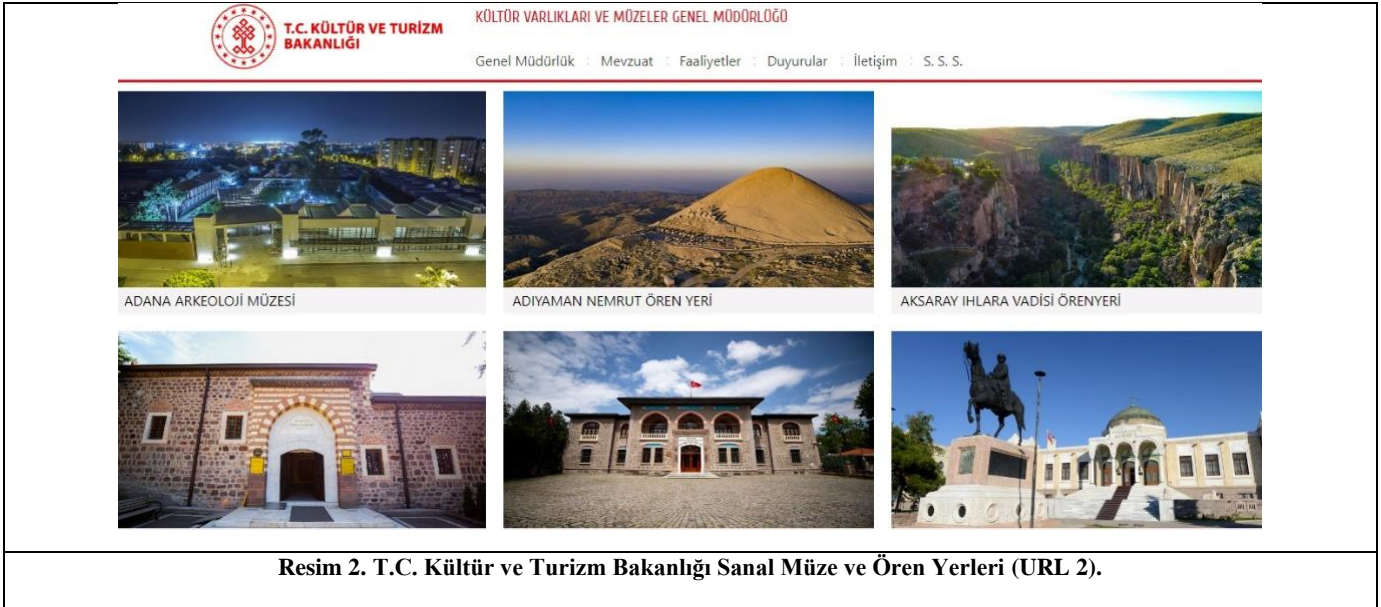 T.C. KÜLTÜR VE TURİZM
BAKANLIĞI
KÜLTÜR VARLIKLARI VE MÜZELER GENEL MÜDÜRLÜĞÜ
Genel Müdürlük : Mevzuat : Faaliyetler : Duyurular : İletişim : S. S. S.
ADANA ARKEOLOJİ MÜZESİ
ADIYAMAN NEMRUT ÖREN YERİ
AKSARAY IHLARA VADİSİ ÖRENYERİ
Resim 2. T.C. Kültür ve Turizm Bakanlığı Sanal Müze ve Ören Yerleri (URL 2).